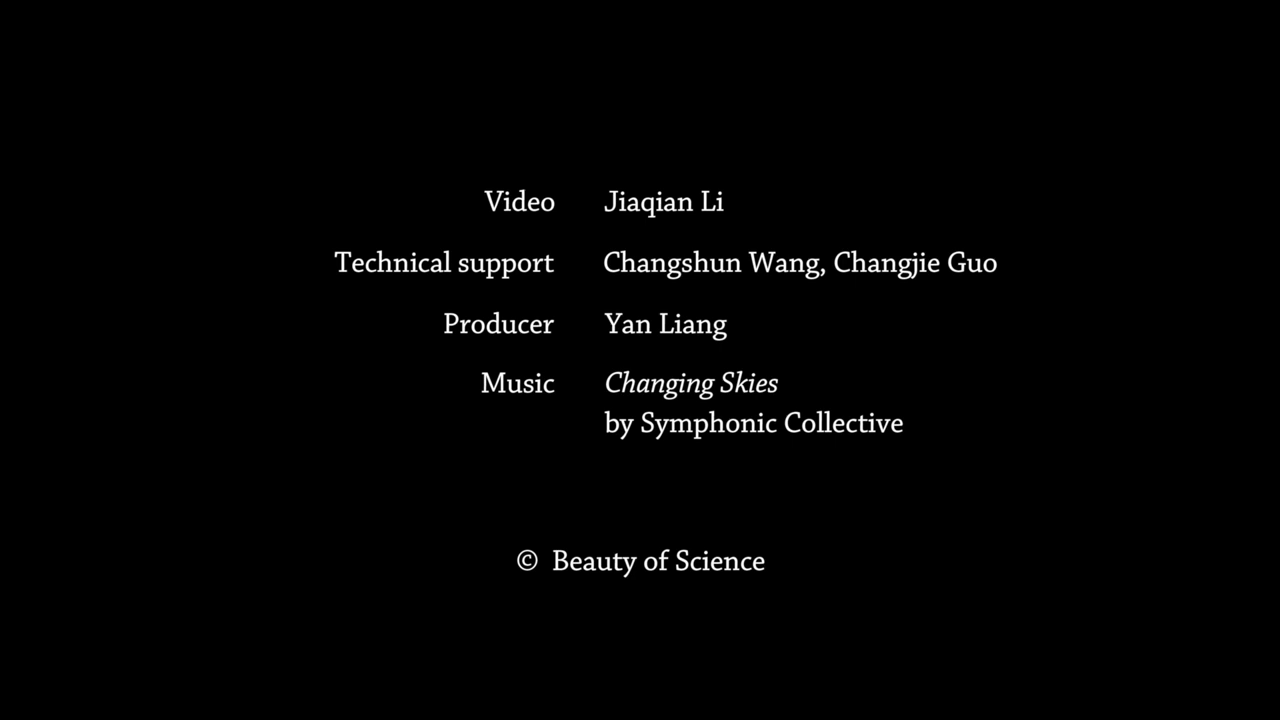 Video Jiaqian Li
Technical support Changshun Wang, Changjie Guo
Producer Yan Liang
Music Changing Skies
by Symphonic Collective
© Beauty of Science